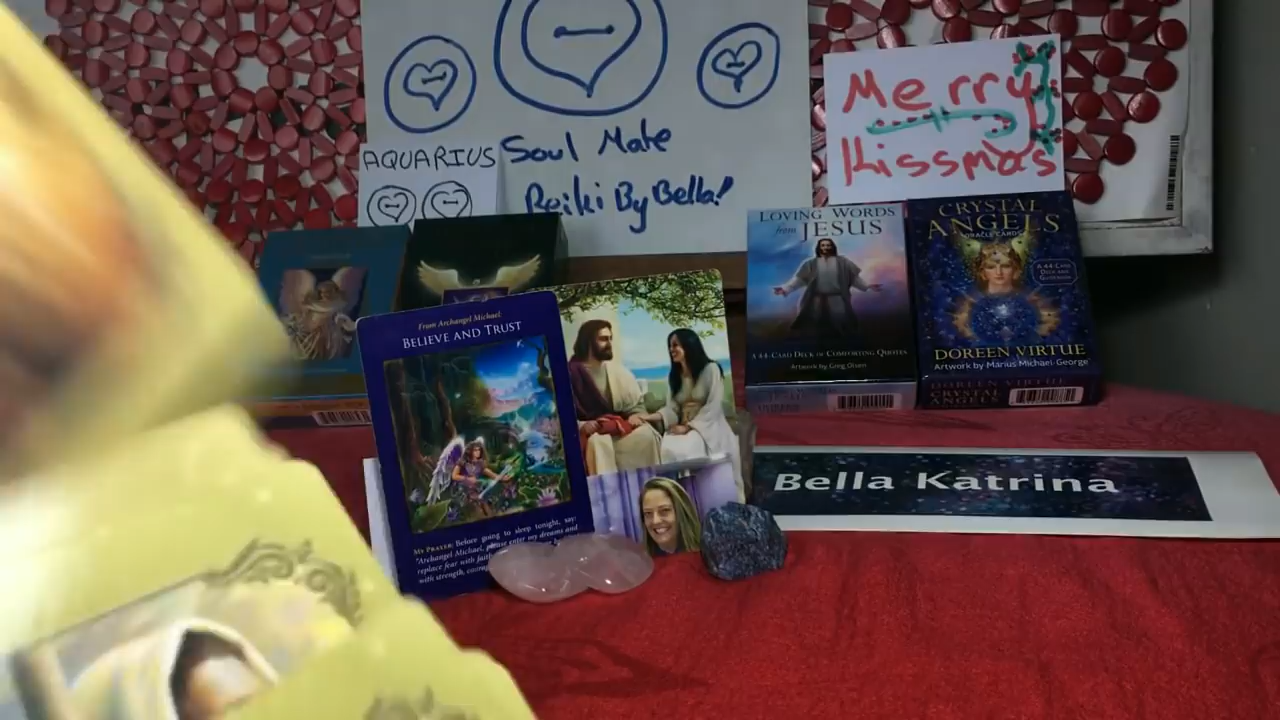 AQUARIUS
Soul Mate
Reiki By Bella!
Merry
Kissmas
From Archangel Michael:
BELIEVE AND TRUST
MY PRAYER: Before going to sleep tonight, say:
"Archangel Michael, please enter my dreams and
replace fear with faith
with strength, courage
LOVING WORDS
from JESUS
A 44-CARD DECK OF COMFORTING QUOTES
Artwork by Greg Olsen
CRYSTAL
ANGELS
ORACLE CARDS
A 44-CARD
DECK AND
GUIDEBOOK
DOREEN VIRTUE
Artwork by Marius Michael-George
DOREEN VIRTUE
CRYSTAL
ANGELS
Bella Katrina